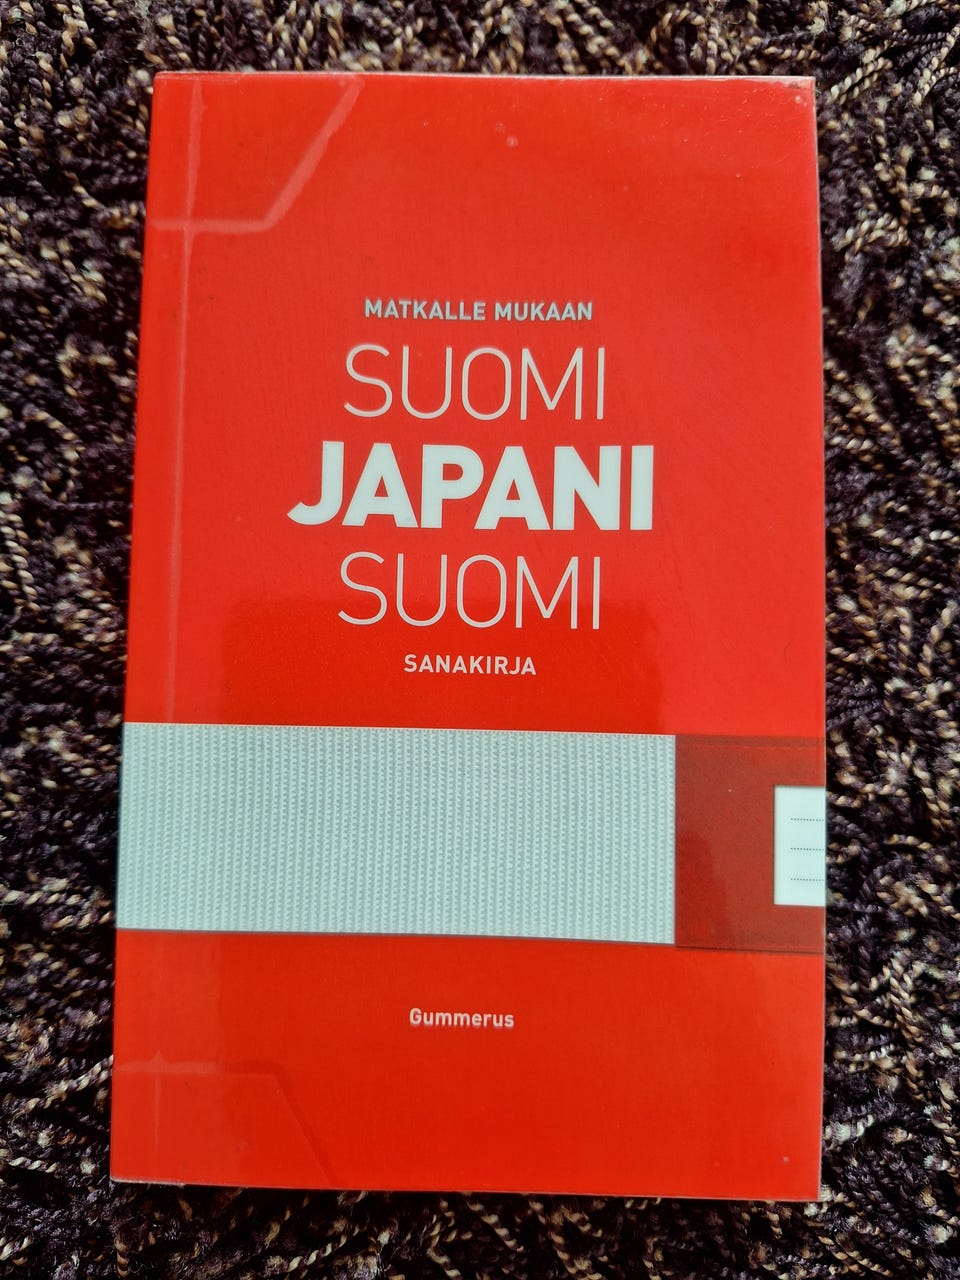 MATKALLE MUKAAN
SUOMI
JAPANI
SUOMI
SANAKIRJA
Gummerus